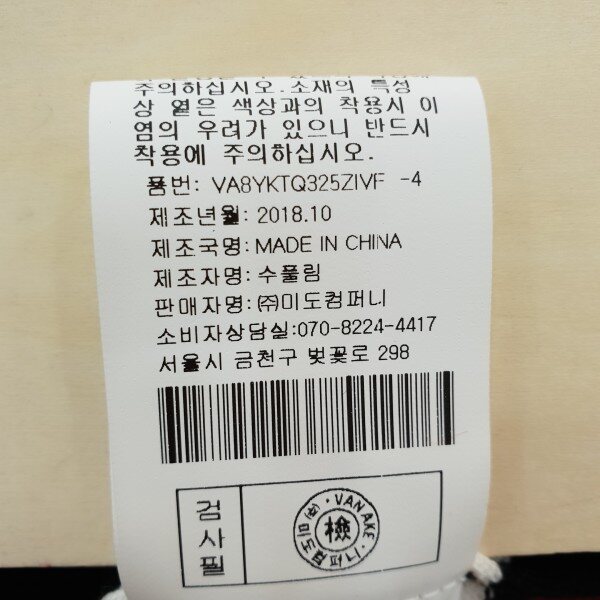 주의하십시오.소재의 특성
상 옅은 색상과의 착용시 이
염의 우려가 있으니 반드시
착용에 주의하십시오.
품번: VA8YKTQ325ZIVF -4
제조년월: 2018.10
제조국명: MADE IN CHINA
제조자명: 수풀림
판매자명: ㈜미도컴퍼니
소비자상담실:070-8224-4417
서울시 금천구 벚꽃로 298
검사필
VANAKE
檢
㈜미도컴퍼니